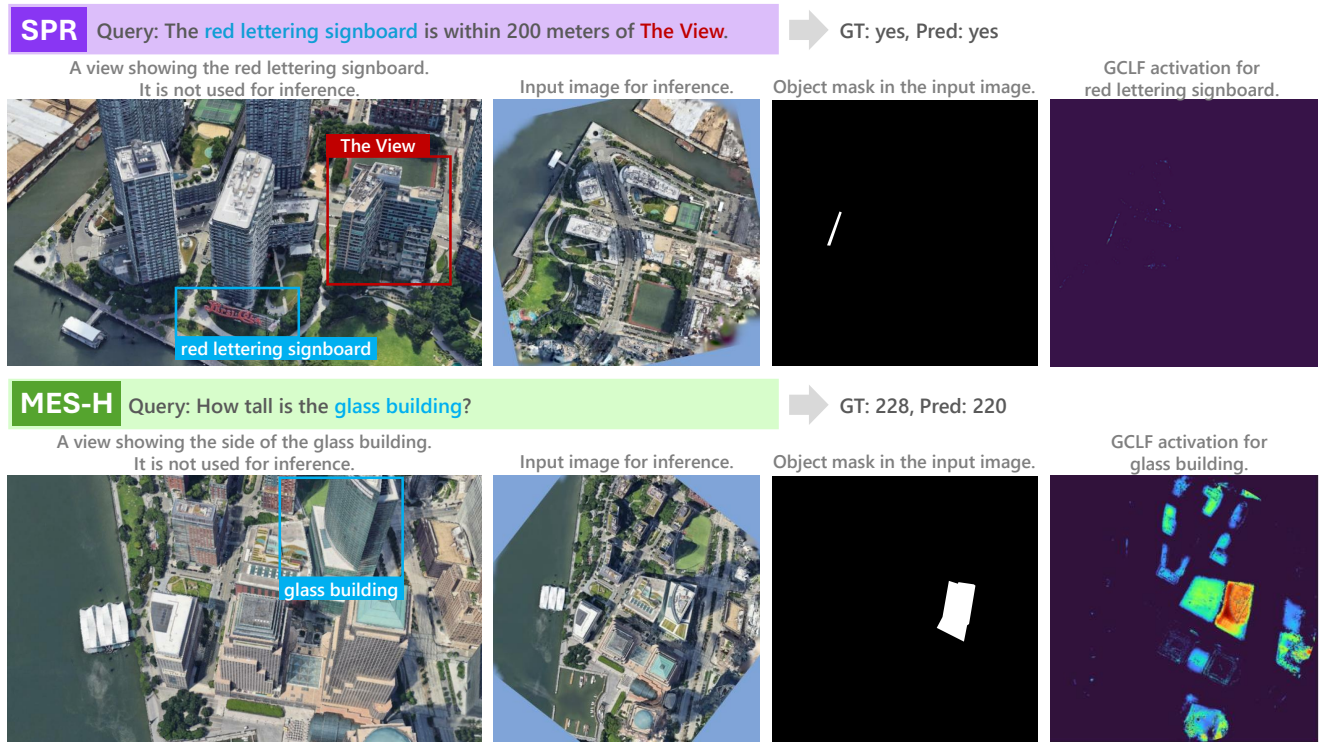 SPR Query: The red lettering signboard is within 200 meters of The View. GT: yes, Pred: yes
A view showing the red lettering signboard.
It is not used for inference.
Input image for inference.
Object mask in the input image.
GCLF activation for
red lettering signboard.
The View
red lettering signboard
MES-H Query: How tall is the glass building? GT: 228, Pred: 220
A view showing the side of the glass building.
It is not used for inference.
Input image for inference.
Object mask in the input image.
GCLF activation for
glass building.
glass building